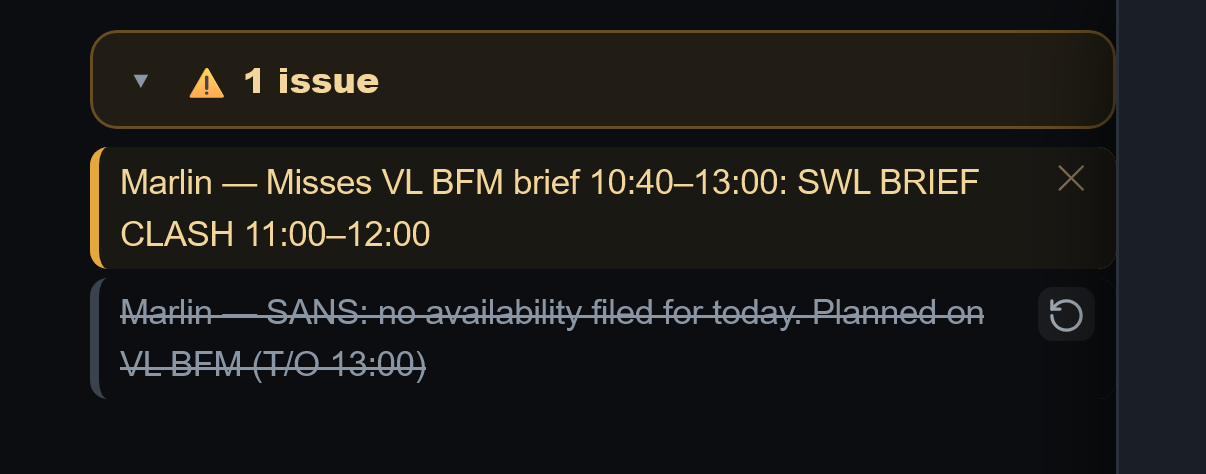 1 issue
Marlin — Misses VL BFM brief 10:40–13:00: SWL BRIEF
CLASH 11:00–12:00
Marlin — SANS: no availability filed for today. Planned on
VL BFM (T/O 13:00)